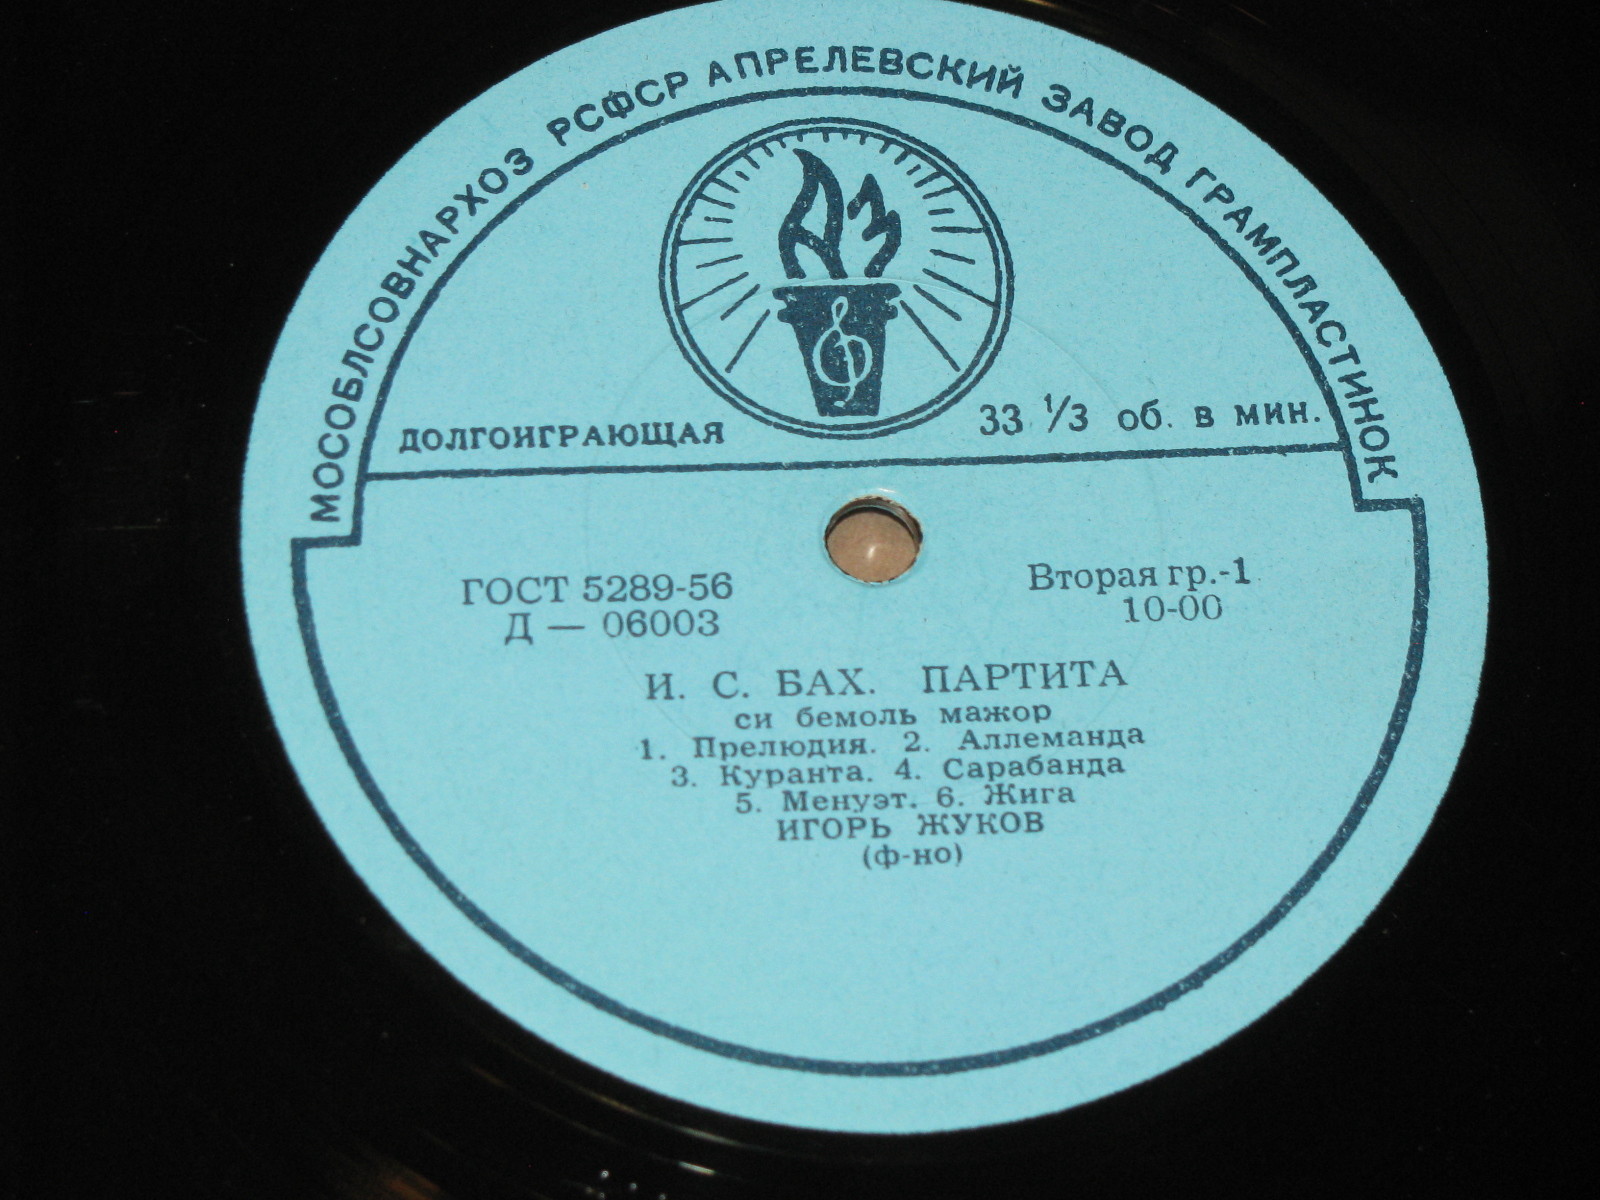 МОСОБЛСОВНАРХОЗ РСФСР АПРЕЛЕВСКИЙ ЗАВОД ГРАМПЛАСТИНОК
АЗ
ДОЛГОИГРАЮЩАЯ
33 1/3 об. в мин.
ГОСТ 5289-56
Д — 06003
Вторая гр.-1
10-00
И. С. БАХ. ПАРТИТА
си бемоль мажор
1. Прелюдия. 2. Аллеманда
3. Куранта. 4. Сарабанда
5. Менуэт. 6. Жига
ИГОРЬ ЖУКОВ
(ф-но)